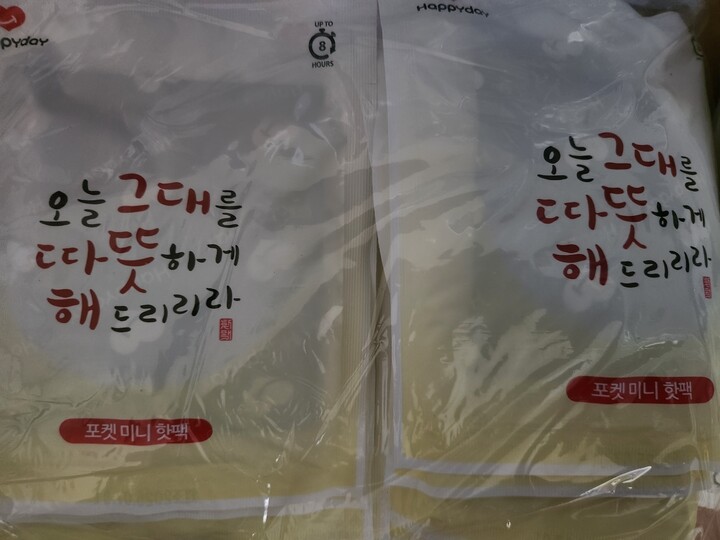 UP TO
8
HOURS
오늘 그대를
따뜻하게
해 드리리라
포켓 미니 핫팩
Happyday
오늘 그대를
따뜻하게
해 드리리라
포켓 미니 핫팩